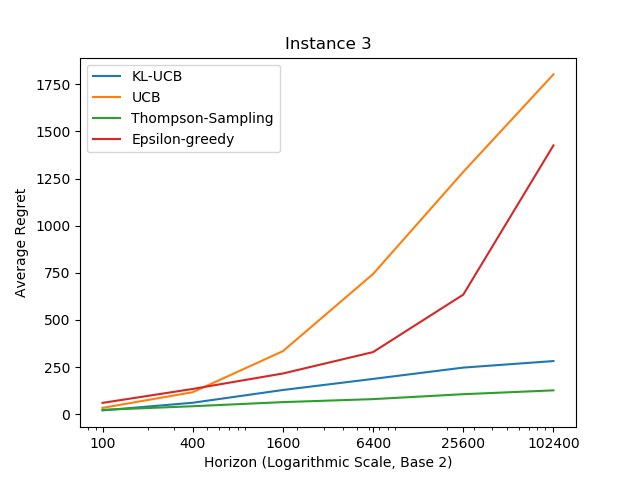 Instance 3
KL-UCB
UCB
Thompson-Sampling
Epsilon-greedy
Average Regret
1750
1500
1250
1000
750
500
250
0
100 400 1600 6400 25600 102400
Horizon (Logarithmic Scale, Base 2)